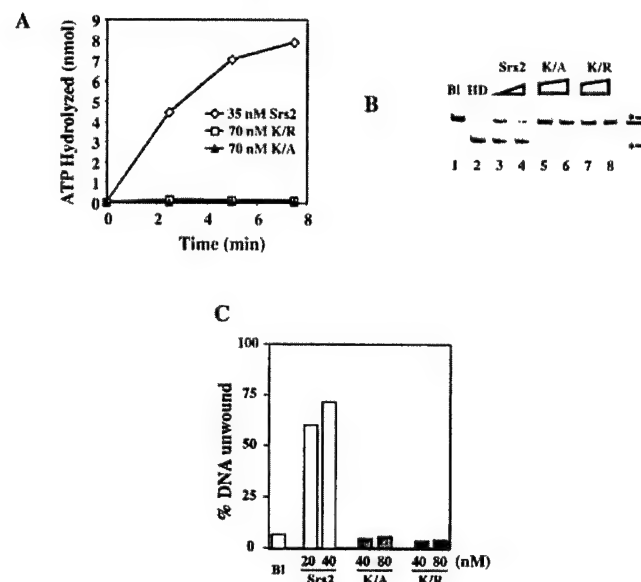 A
ATP Hydrolyzed (nmol)
9
8
7
6
5
4
3
2
1
0
35 nM Srs2
70 nM K/R
70 nM K/A
0 2 4 6 8
Time (min)
B
Srs2 K/A K/R
Bl HD
1 2 3 4 5 6 7 8
C
% DNA unwound
100
75
50
25
0
Bl 20 40 40 80 40 80 (nM)
Srs2 K/A K/R